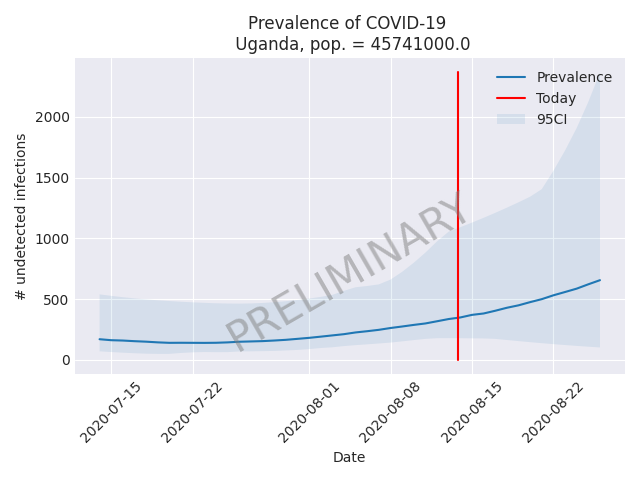 Prevalence of COVID-19
Uganda, pop. = 45741000.0
Prevalence
Today
95CI
PRELIMINARY
# undetected infections
2000
1500
1000
500
0
2020-07-15
2020-07-22
2020-08-01
2020-08-08
2020-08-15
2020-08-22
Date